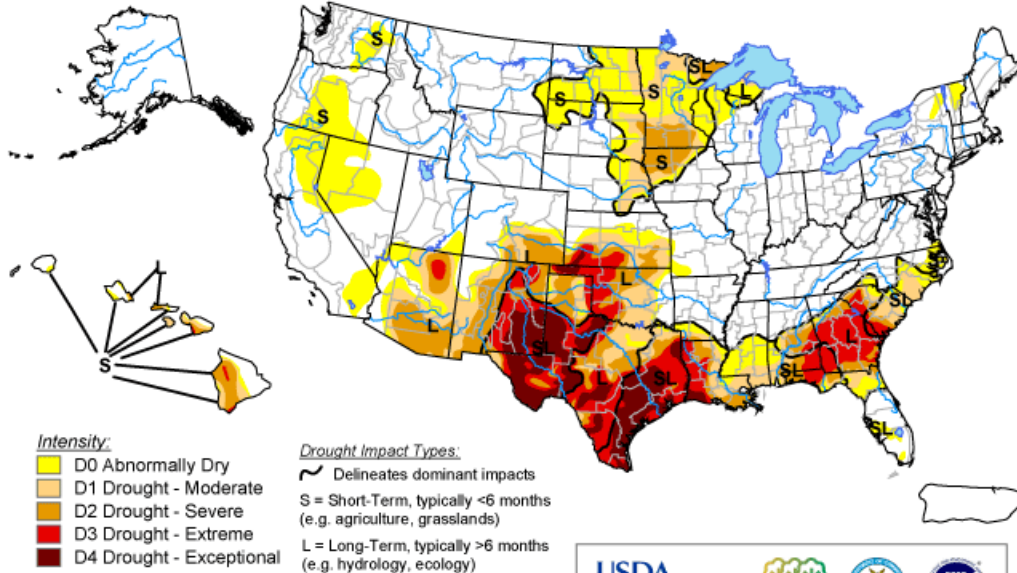 S
S
S
S
SL
L
S
L
L
L
L
S
L
SL
SL
L
SL
L
SL
SL
Intensity:
D0 Abnormally Dry
D1 Drought - Moderate
D2 Drought - Severe
D3 Drought - Extreme
D4 Drought - Exceptional
Drought Impact Types:
Delineates dominant impacts
S = Short-Term, typically <6 months
(e.g. agriculture, grasslands)
L = Long-Term, typically >6 months
(e.g. hydrology, ecology)
USDA